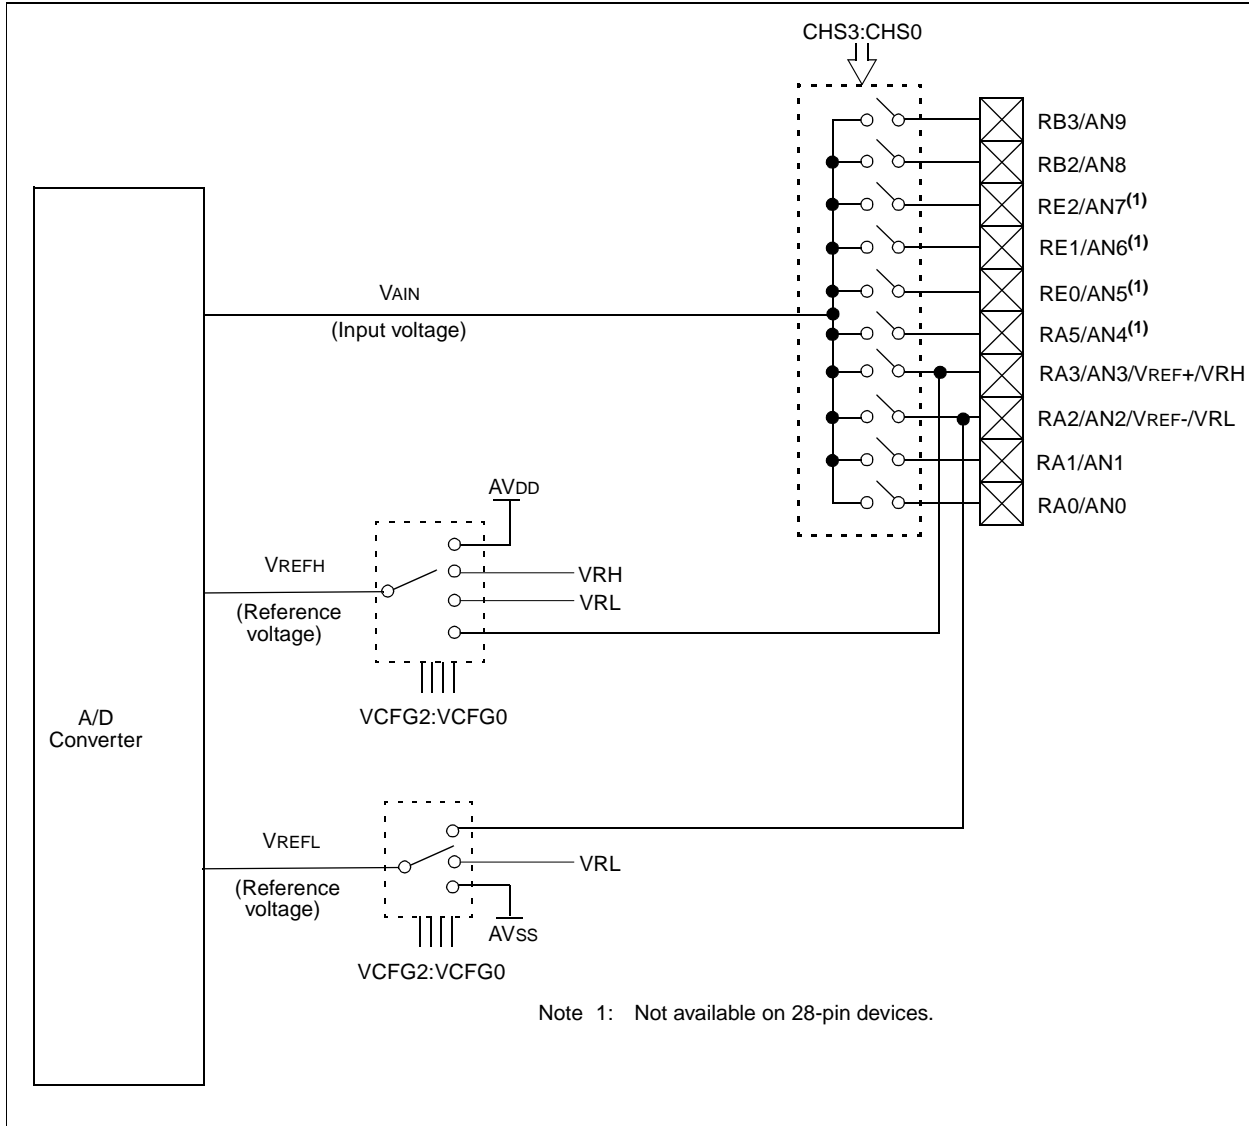 CHS3:CHS0
RB3/AN9
RB2/AN8
RE2/AN7(1)
RE1/AN6(1)
RE0/AN5(1)
RA5/AN4(1)
RA3/AN3/VREF+/VRH
RA2/AN2/VREF-/VRL
RA1/AN1
RA0/AN0
VAIN
(Input voltage)
AVDD
VREFH
(Reference
voltage)
VRH
VRL
VCFG2:VCFG0
A/D
Converter
VREFL
(Reference
voltage)
VRL
AVSS
VCFG2:VCFG0
Note 1: Not available on 28-pin devices.